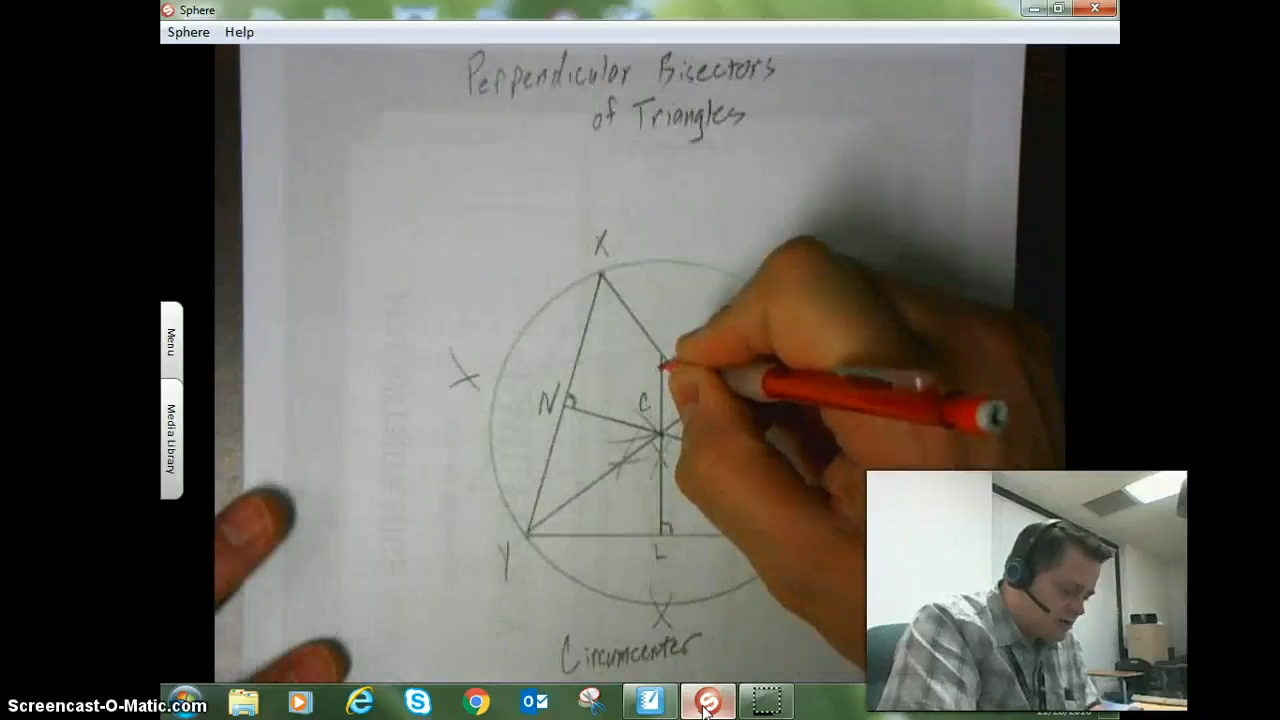 Sphere
Sphere Help
Perpendicular Bisectors
of Triangles
X
N
C
Y
L
Circumcenter
Menu
Media Library
Screencast-O-Matic.com